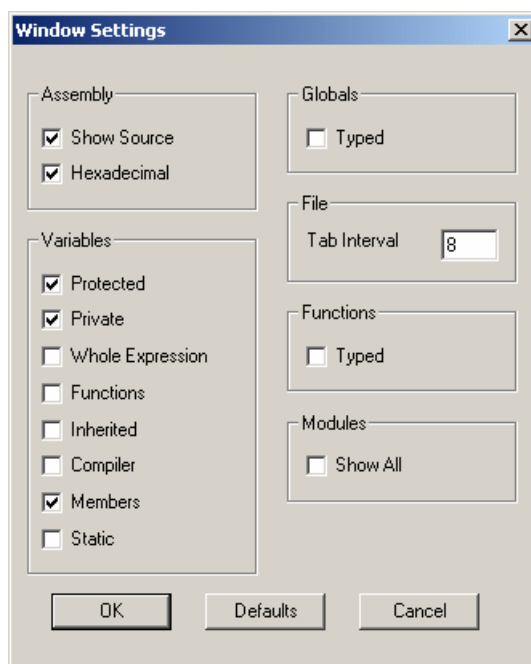 Window Settings
Assembly
Show Source
Hexadecimal
Variables
Protected
Private
Whole Expression
Functions
Inherited
Compiler
Members
Static
Globals
Typed
File
Tab Interval 8
Functions
Typed
Modules
Show All
OK Defaults Cancel